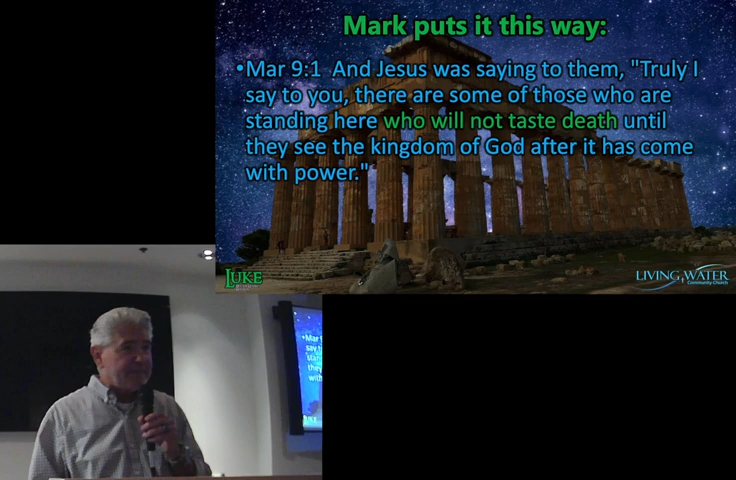 Mark puts it this way:
•Mar 9:1 And Jesus was saying to them, "Truly I
say to you, there are some of those who are
standing here who will not taste death until
they see the kingdom of God after it has come
with power."
LUKE
LIVING WATER
Community Church